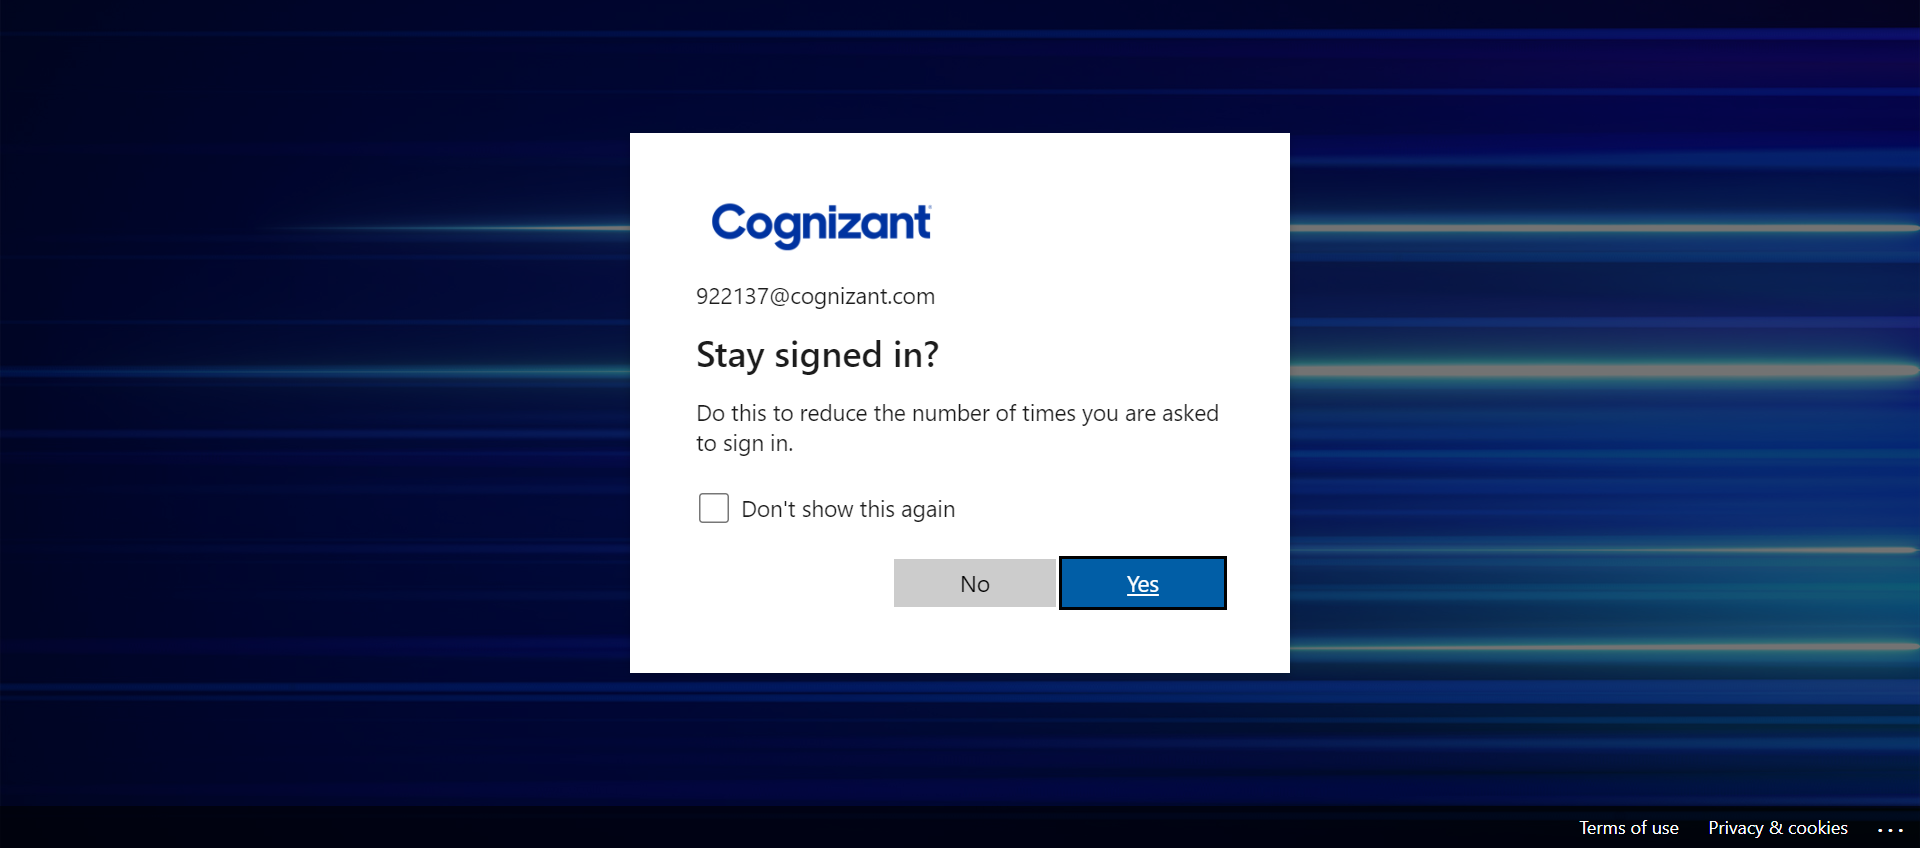 Cognizant
922137@cognizant.com
Stay signed in?
Do this to reduce the number of times you are asked
to sign in.
Don't show this again
No
Yes
Terms of use
Privacy & cookies
...